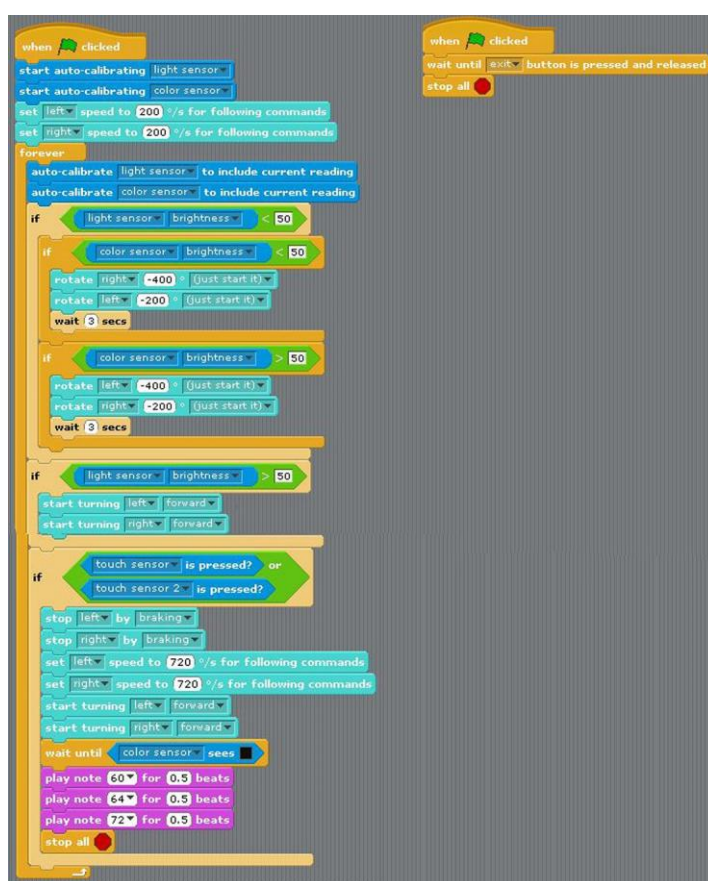 when clicked
start auto-calibrating light sensor
start auto-calibrating color sensor
set left speed to 200 °/s for following commands
set right speed to 200 °/s for following commands
forever
auto-calibrate light sensor to include current reading
auto-calibrate color sensor to include current reading
if light sensor brightness < 50
if color sensor brightness < 50
rotate right -400 ° (just start it)
rotate left -200 ° (just start it)
wait 3 secs
if color sensor brightness > 50
rotate left -400 ° (just start it)
rotate right -200 ° (just start it)
wait 3 secs
if light sensor brightness > 50
start turning left forward
start turning right forward
if touch sensor is pressed? or
touch sensor 2 is pressed?
stop left by braking
stop right by braking
set left speed to 720 °/s for following commands
set right speed to 720 °/s for following commands
start turning left forward
start turning right forward
wait until color sensor sees
play note 60 for 0.5 beats
play note 64 for 0.5 beats
play note 72 for 0.5 beats
stop all
when clicked
wait until exit button is pressed and released
stop all